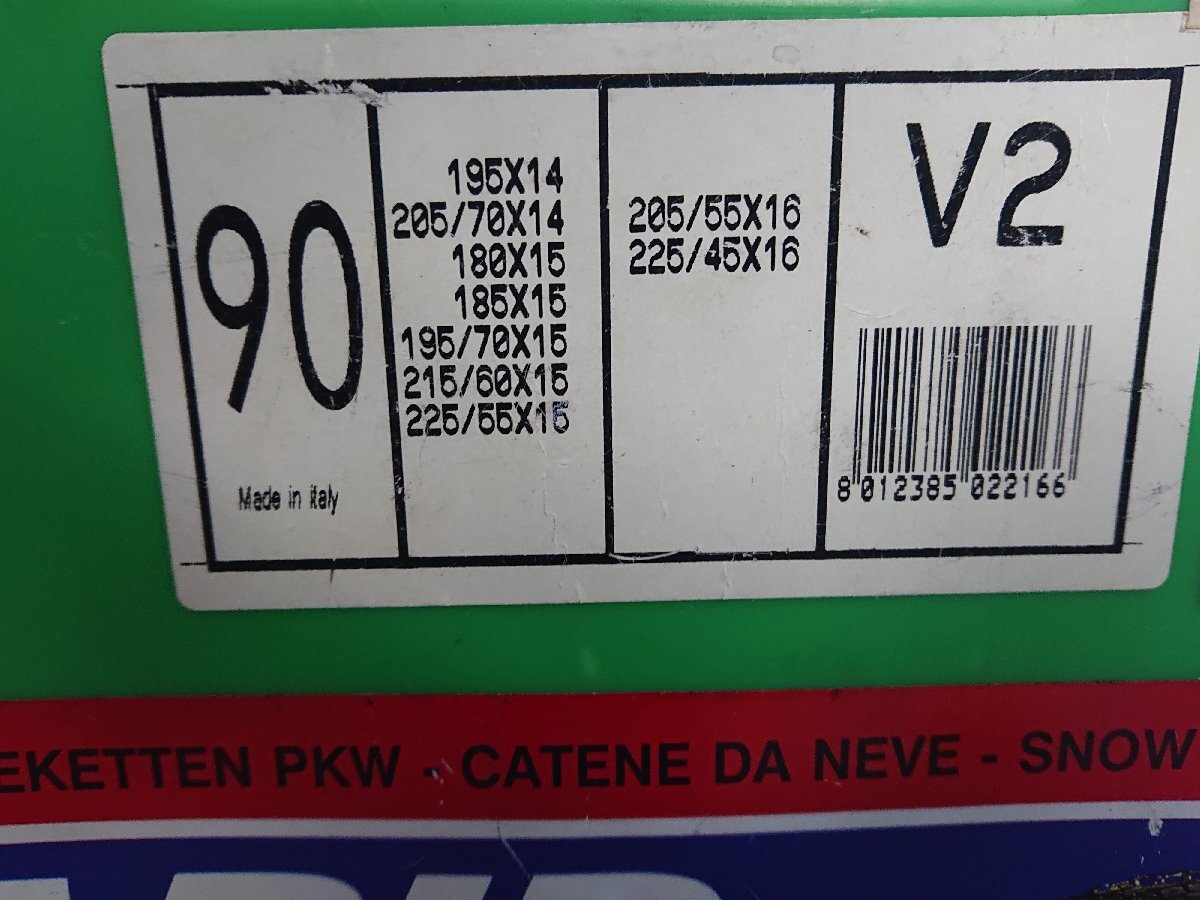 90
Made in italy
195X14
205/70X14
180X15
185X15
195/70X15
215/60X15
225/55X15
205/55X16
225/45X16
V2
8 012385 022166
EKETTEN PKW - CATENE DA NEVE - SNOW